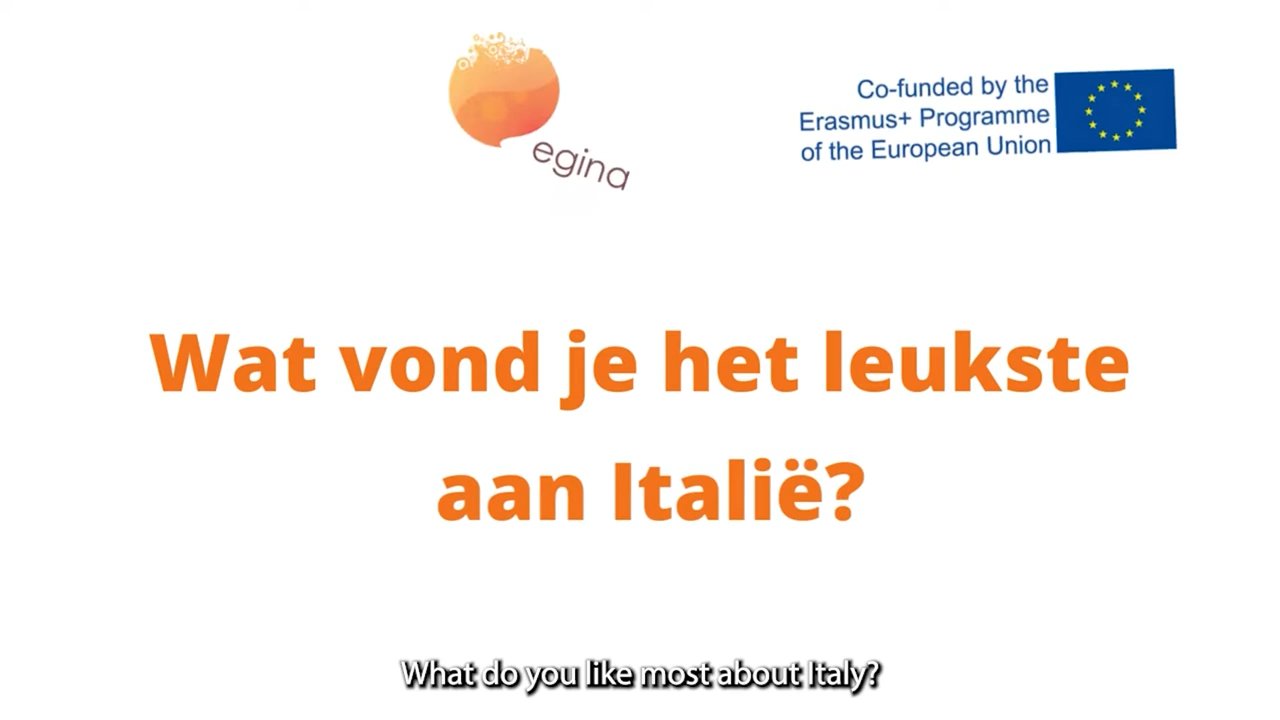 egina
Co-funded by the
Erasmus+ Programme
of the European Union
Wat vond je het leukste
aan Italië?
What do you like most about Italy?